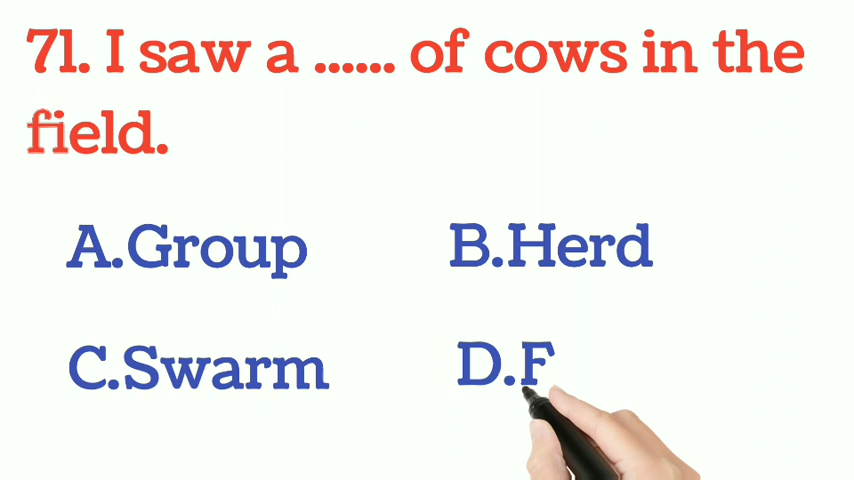 71. I saw a ...... of cows in the
field.
A.Group B.Herd
C.Swarm D.F